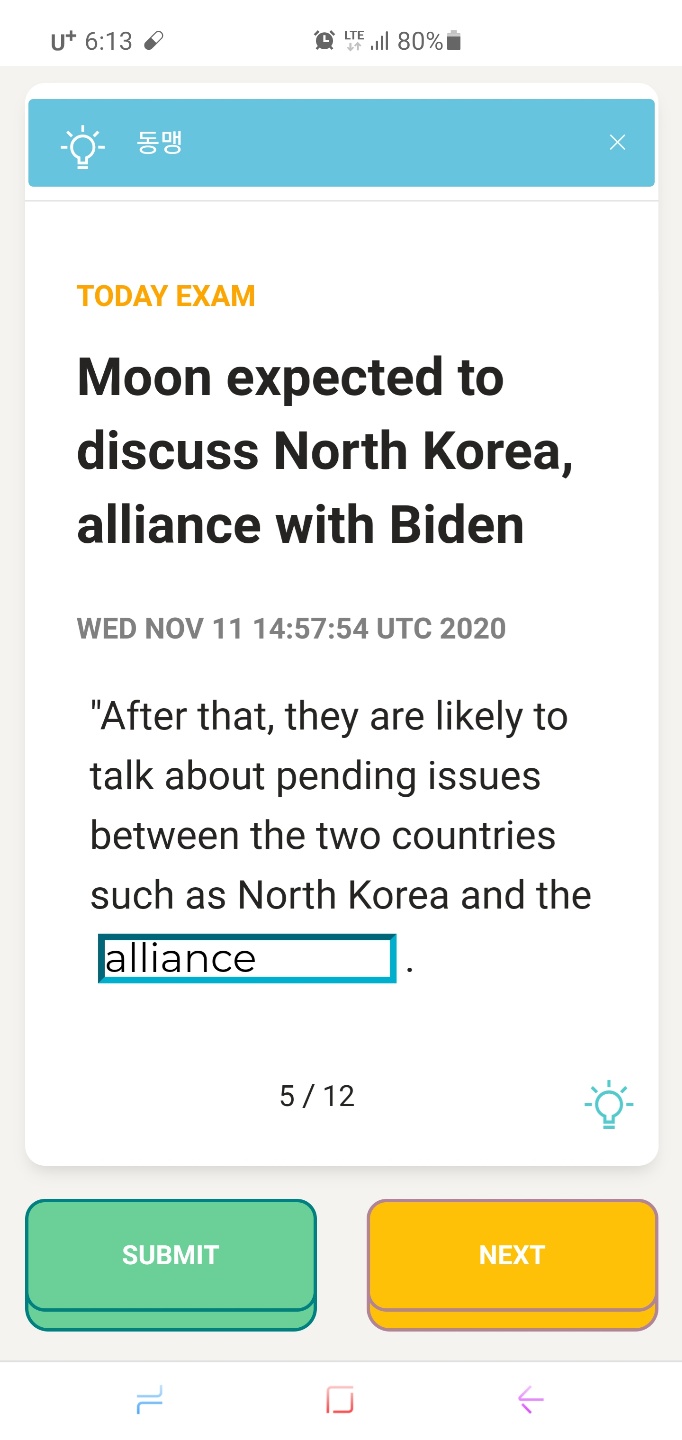 U+ 6:13 LTE 80%
동맹
TODAY EXAM
Moon expected to
discuss North Korea,
alliance with Biden
WED NOV 11 14:57:54 UTC 2020
"After that, they are likely to
talk about pending issues
between the two countries
such as North Korea and the
alliance .
5 / 12
SUBMIT NEXT